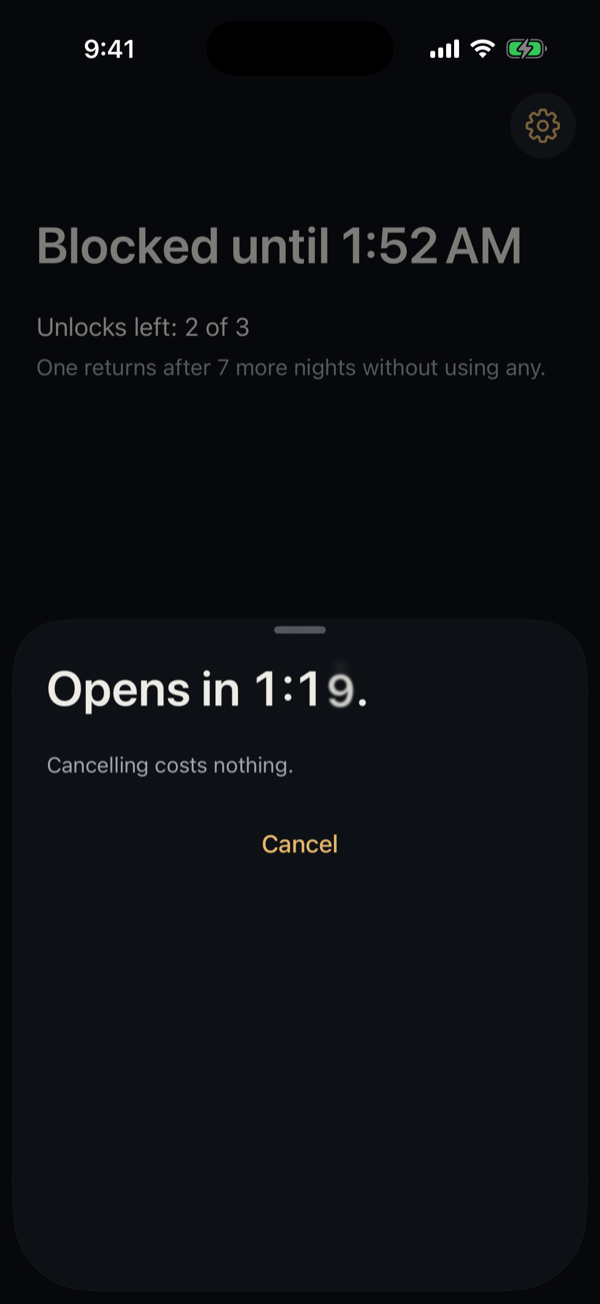 9:41
Blocked until 1:52 AM
Unlocks left: 2 of 3
One returns after 7 more nights without using any.
Opens in 1:19.
Cancelling costs nothing.
Cancel